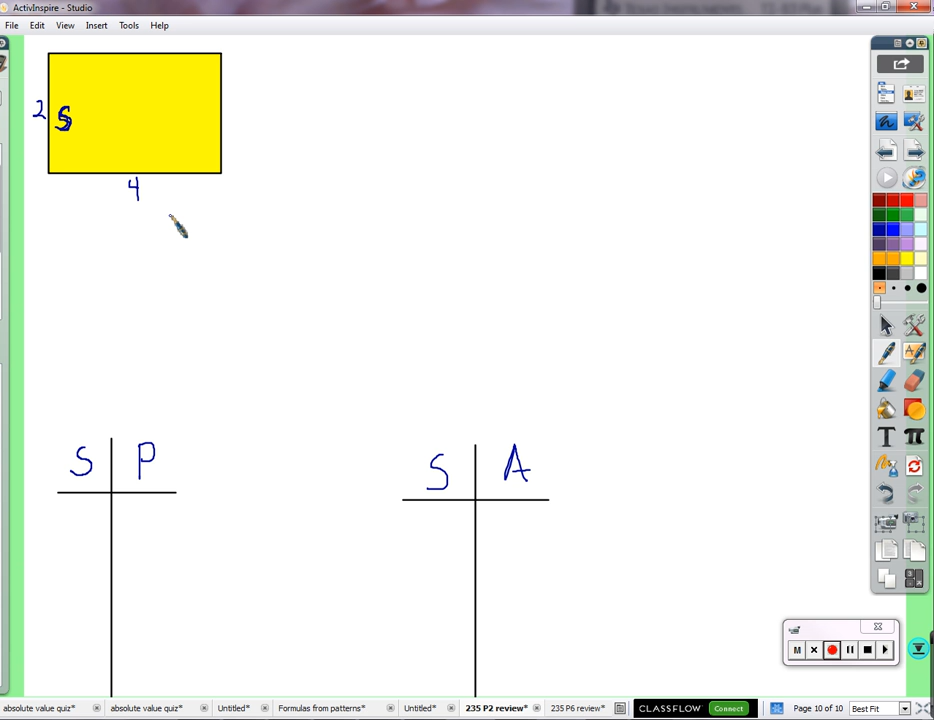 ActivInspire - Studio
File Edit View Insert Tools Help
2 S
4
S P
S A
M
absolute value quiz* absolute value quiz* Untitled* Formulas from patterns* Untitled* 235 P2 review* 235 P6 review* CLASSFLOW Connect Page 10 of 10 Best Fit